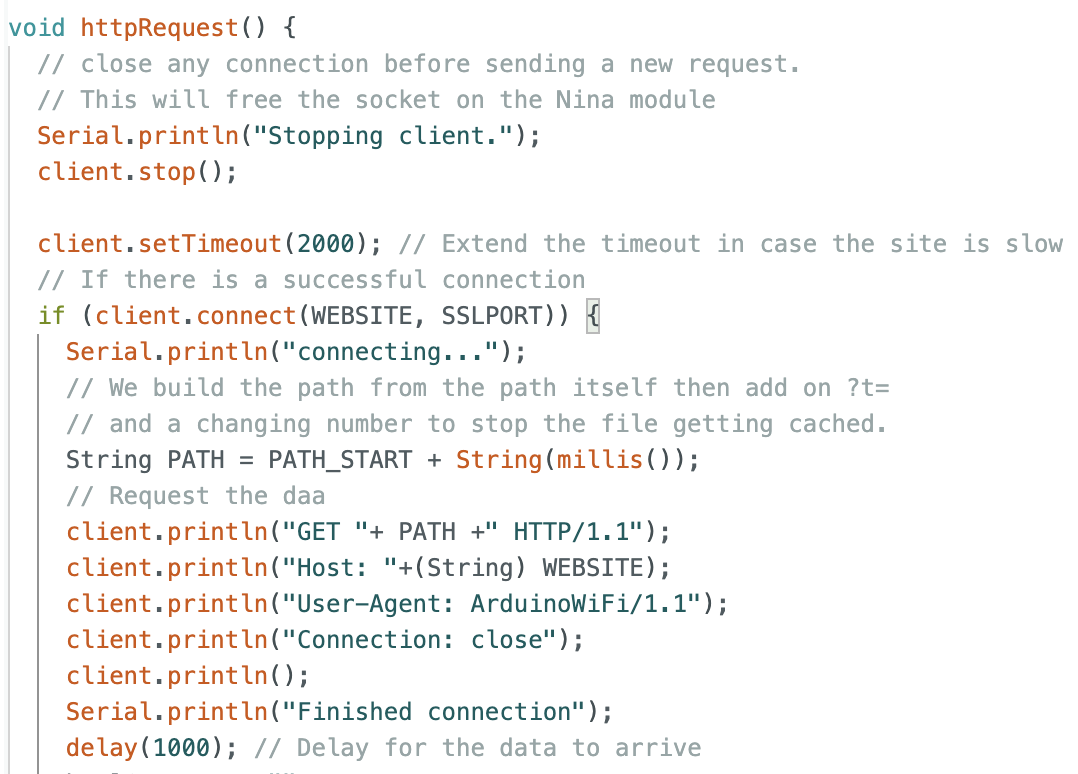 void httpRequest() {
// close any connection before sending a new request.
// This will free the socket on the Nina module
Serial.println("Stopping client.");
client.stop();
client.setTimeout(2000); // Extend the timeout in case the site is slow
// If there is a successful connection
if (client.connect(WEBSITE, SSLPORT)) {
Serial.println("connecting...");
// We build the path from the path itself then add on ?t=
// and a changing number to stop the file getting cached.
String PATH = PATH_START + String(millis());
// Request the daa
client.println("GET "+ PATH +" HTTP/1.1");
client.println("Host: "+(String) WEBSITE);
client.println("User-Agent: ArduinoWiFi/1.1");
client.println("Connection: close");
client.println();
Serial.println("Finished connection");
delay(1000); // Delay for the data to arrive